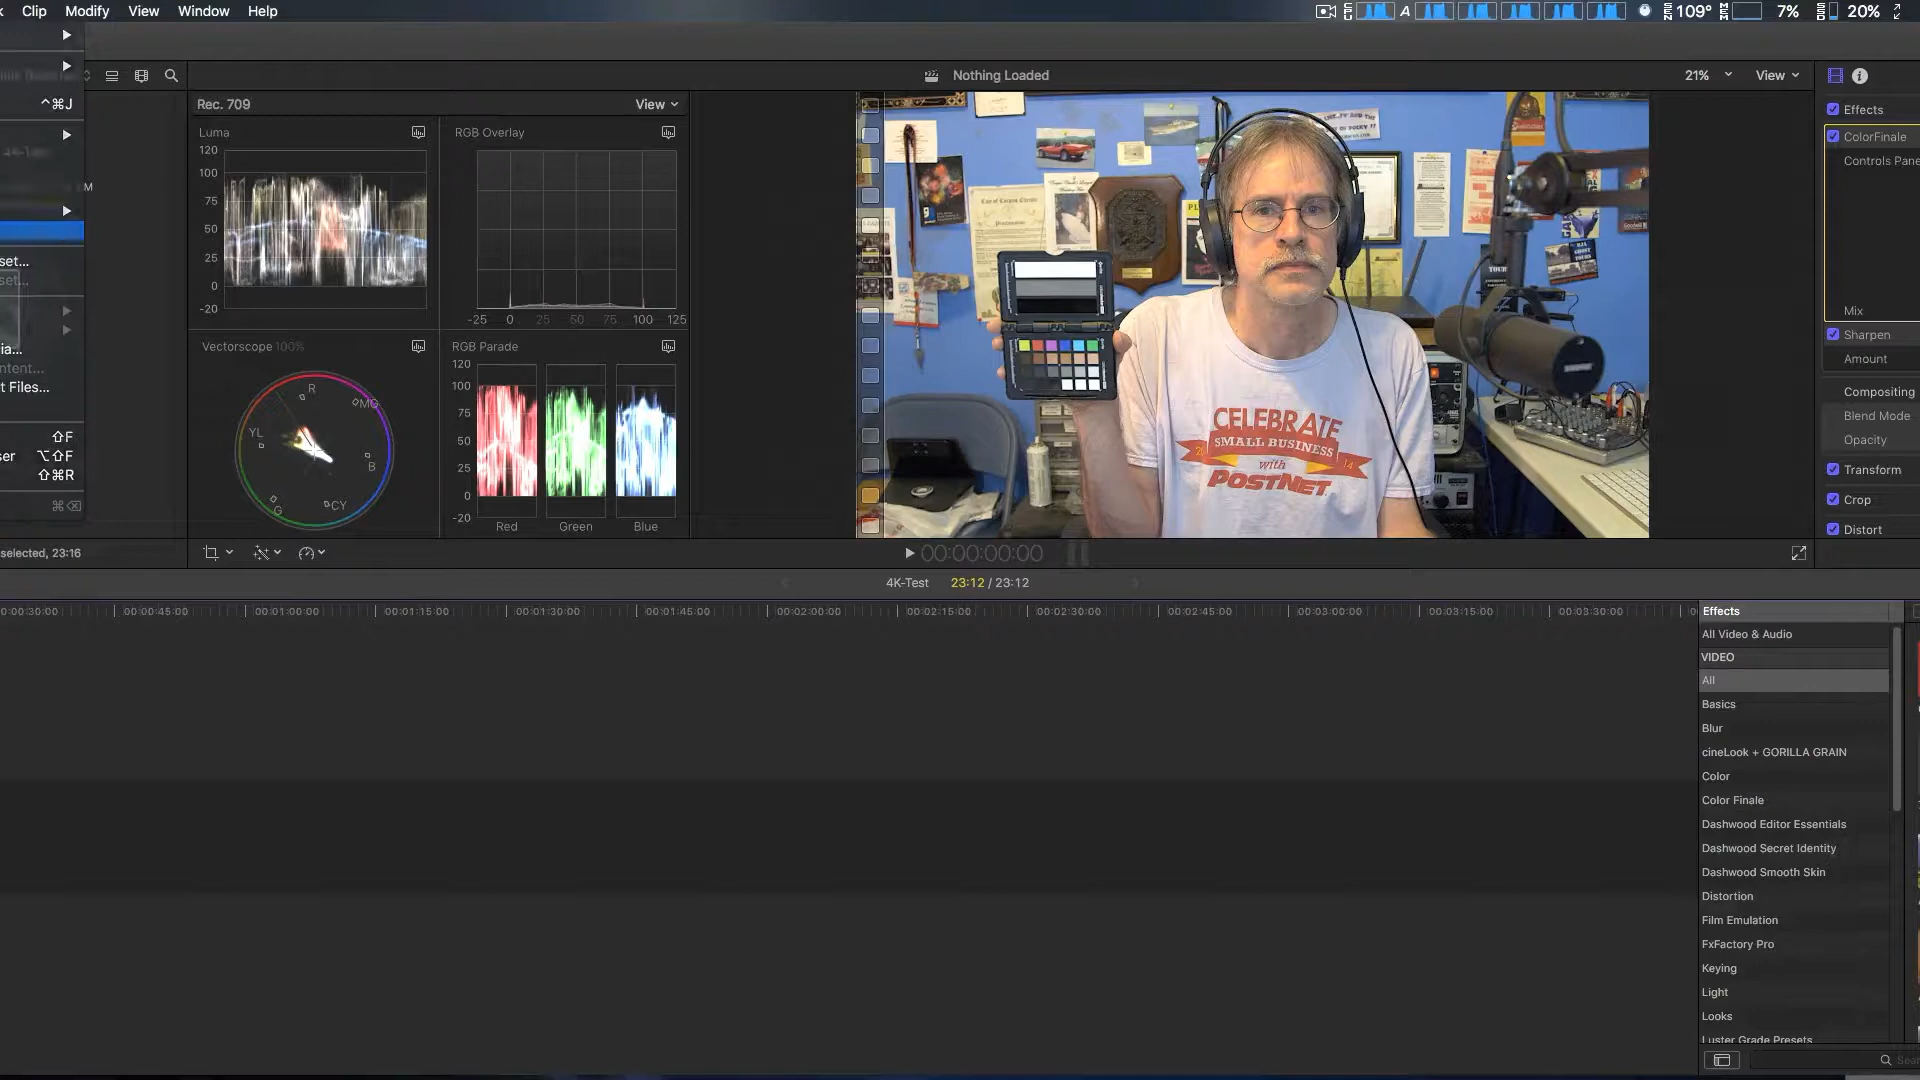 Clip Modify View Window Help
109° 7% 20%
^⌘J
M
set...
set...
ia...
ntent...
t Files...
⇧F
ser ⌥⇧F
⇧⌘R
⌘⌫
selected, 23:16
Nothing Loaded
21% View
Rec. 709 View
Luma
120
100
75
50
25
0
-20
RGB Overlay
-25 0 25 50 75 100 125
Vectorscope 100%
R
MG
B
CY
G
YL
RGB Parade
120
100
75
50
25
0
-20
Red Green Blue
CELEBRATE
SMALL BUSINESS
20 14
with
POSTNET
00:00:00:00
Effects
ColorFinale
Controls Pane
Mix
Sharpen
Amount
Compositing
Blend Mode
Opacity
Transform
Crop
Distort
4K-Test 23:12 / 23:12
0:00:30:00 00:00:45:00 00:01:00:00 00:01:15:00 00:01:30:00 00:01:45:00 00:02:00:00 00:02:15:00 00:02:30:00 00:02:45:00 00:03:00:00 00:03:15:00 00:03:30:00
Effects
All Video & Audio
VIDEO
All
Basics
Blur
cineLook + GORILLA GRAIN
Color
Color Finale
Dashwood Editor Essentials
Dashwood Secret Identity
Dashwood Smooth Skin
Distortion
Film Emulation
FxFactory Pro
Keying
Light
Looks
Luster Grade Presets